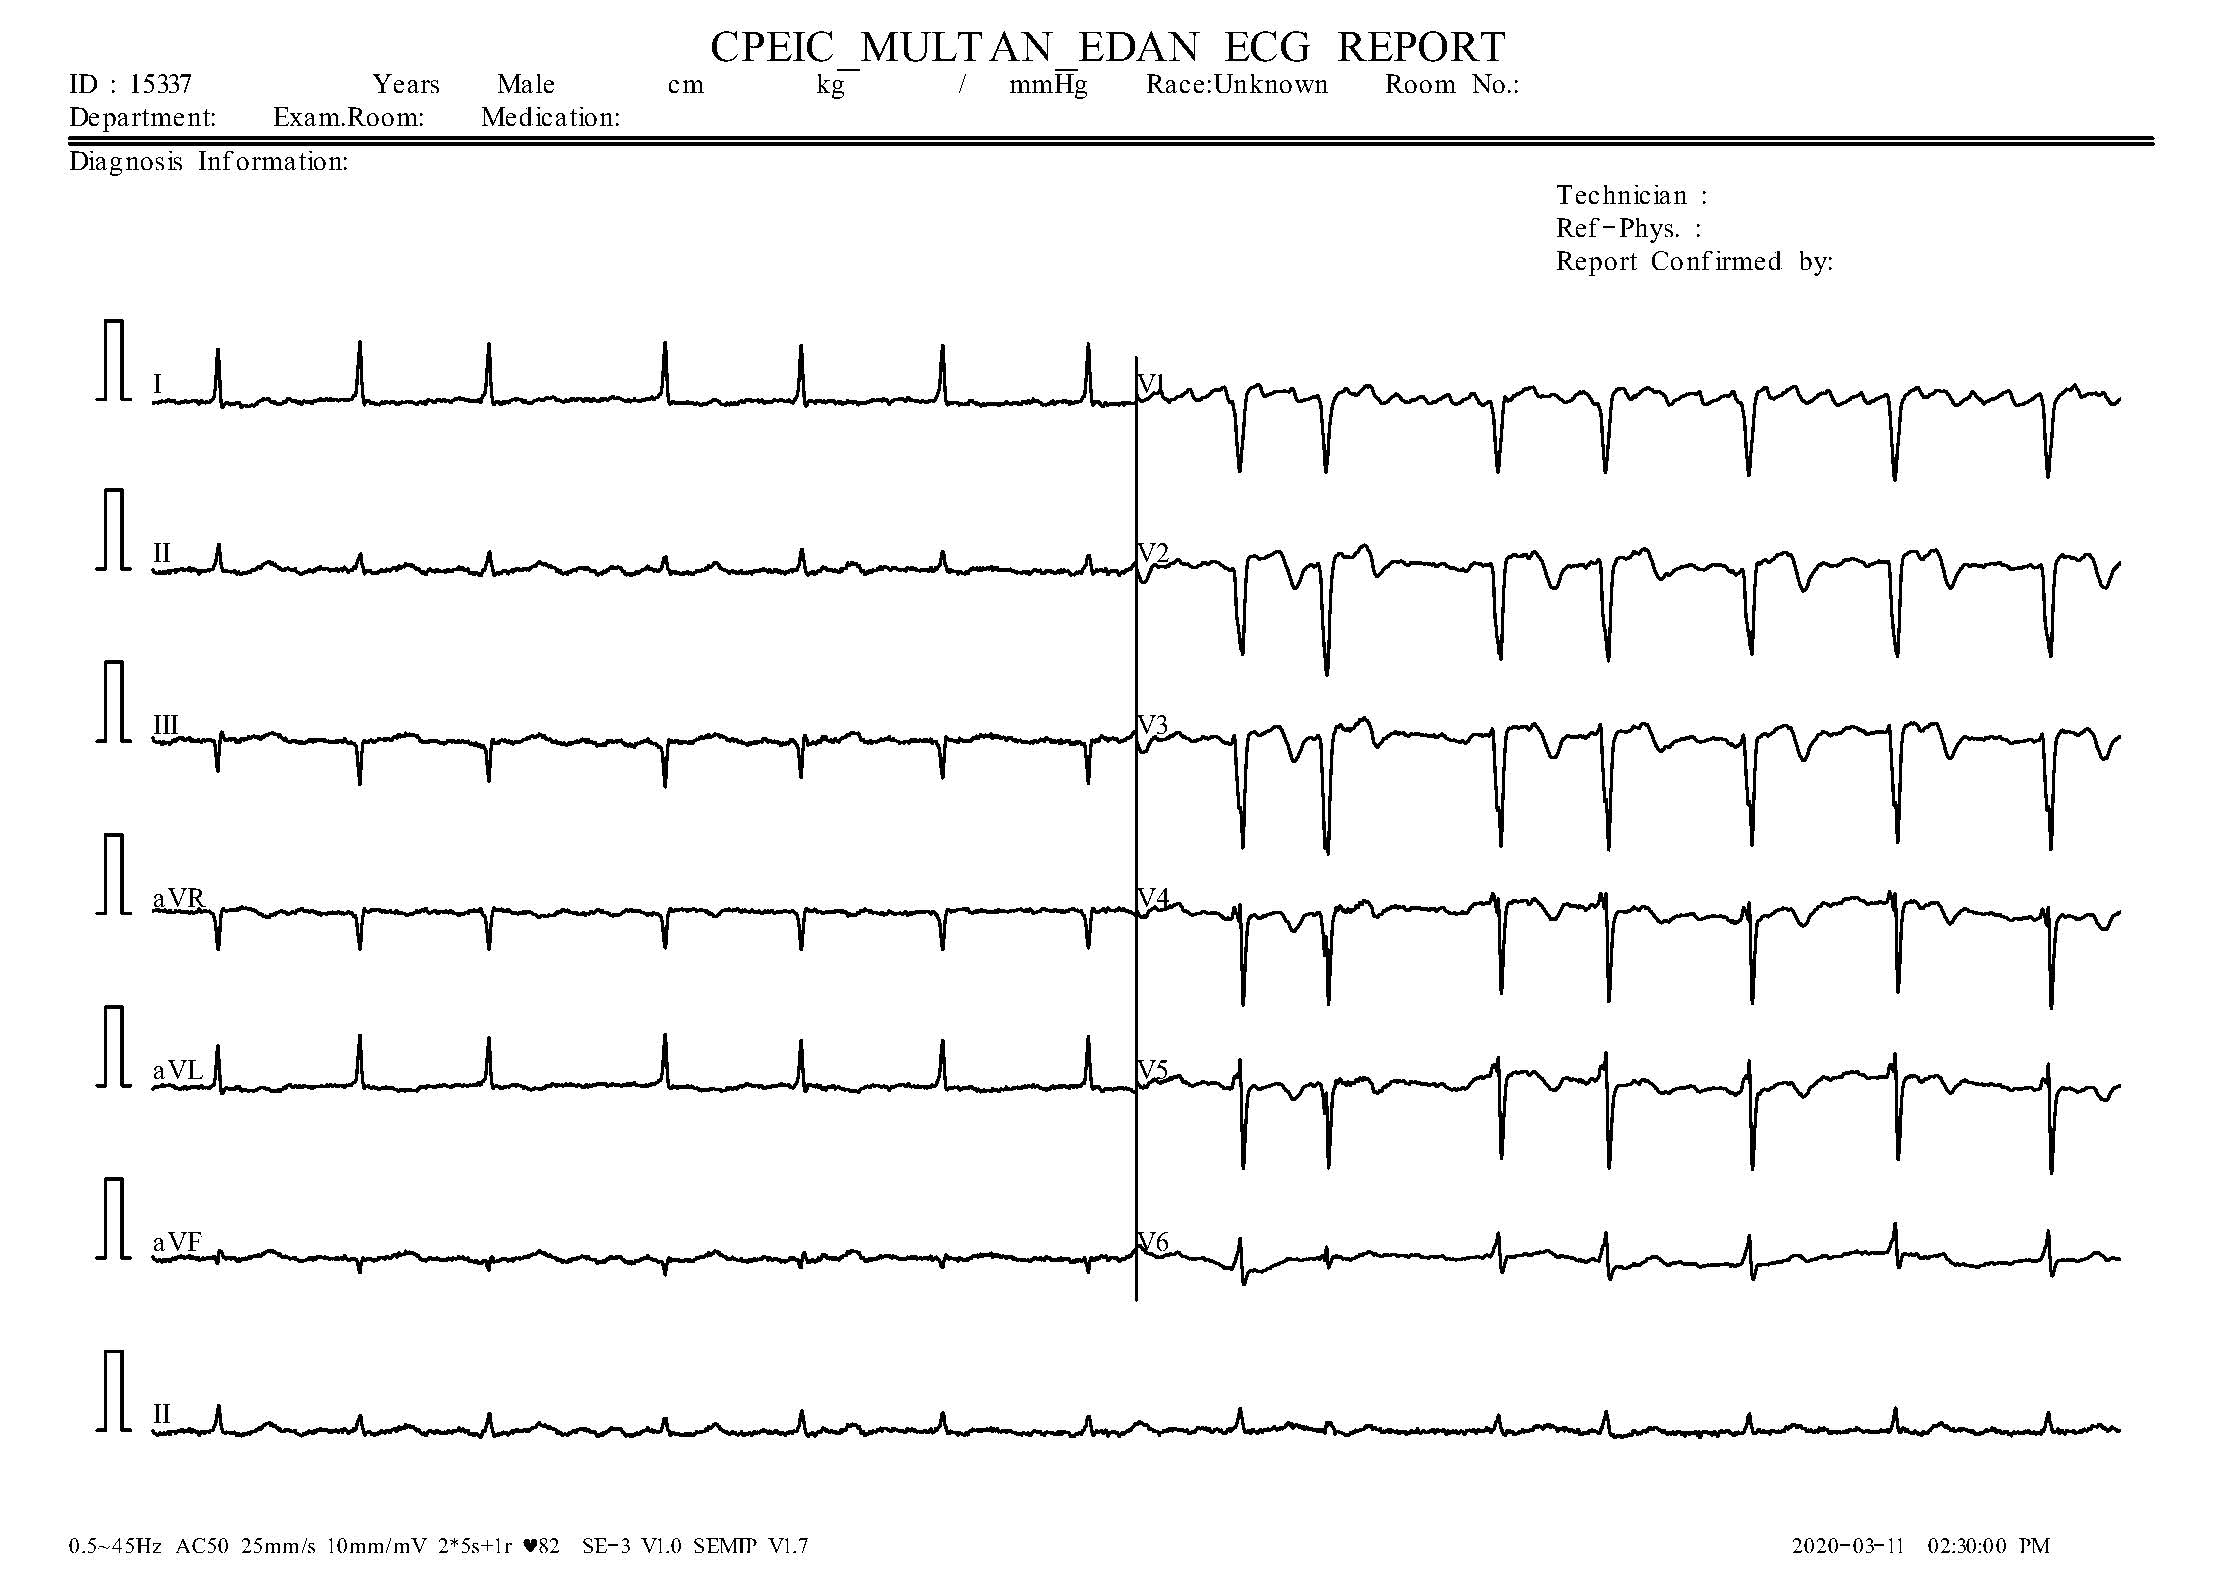 CPEIC_MULTAN_EDAN ECG REPORT
ID : 15337 Years Male cm kg / mmHg Race:Unknown Room No.:
Department: Exam.Room: Medication:
Diagnosis Information:
Technician :
Ref-Phys. :
Report Confirmed by:
I V1
II V2
III V3
aVR V4
aVL V5
aVF V6
II
0.5~45Hz AC50 25mm/s 10mm/mV 2*5s+1r ♥82 SE-3 V1.0 SEMIP V1.7 2020-03-11 02:30:00 PM